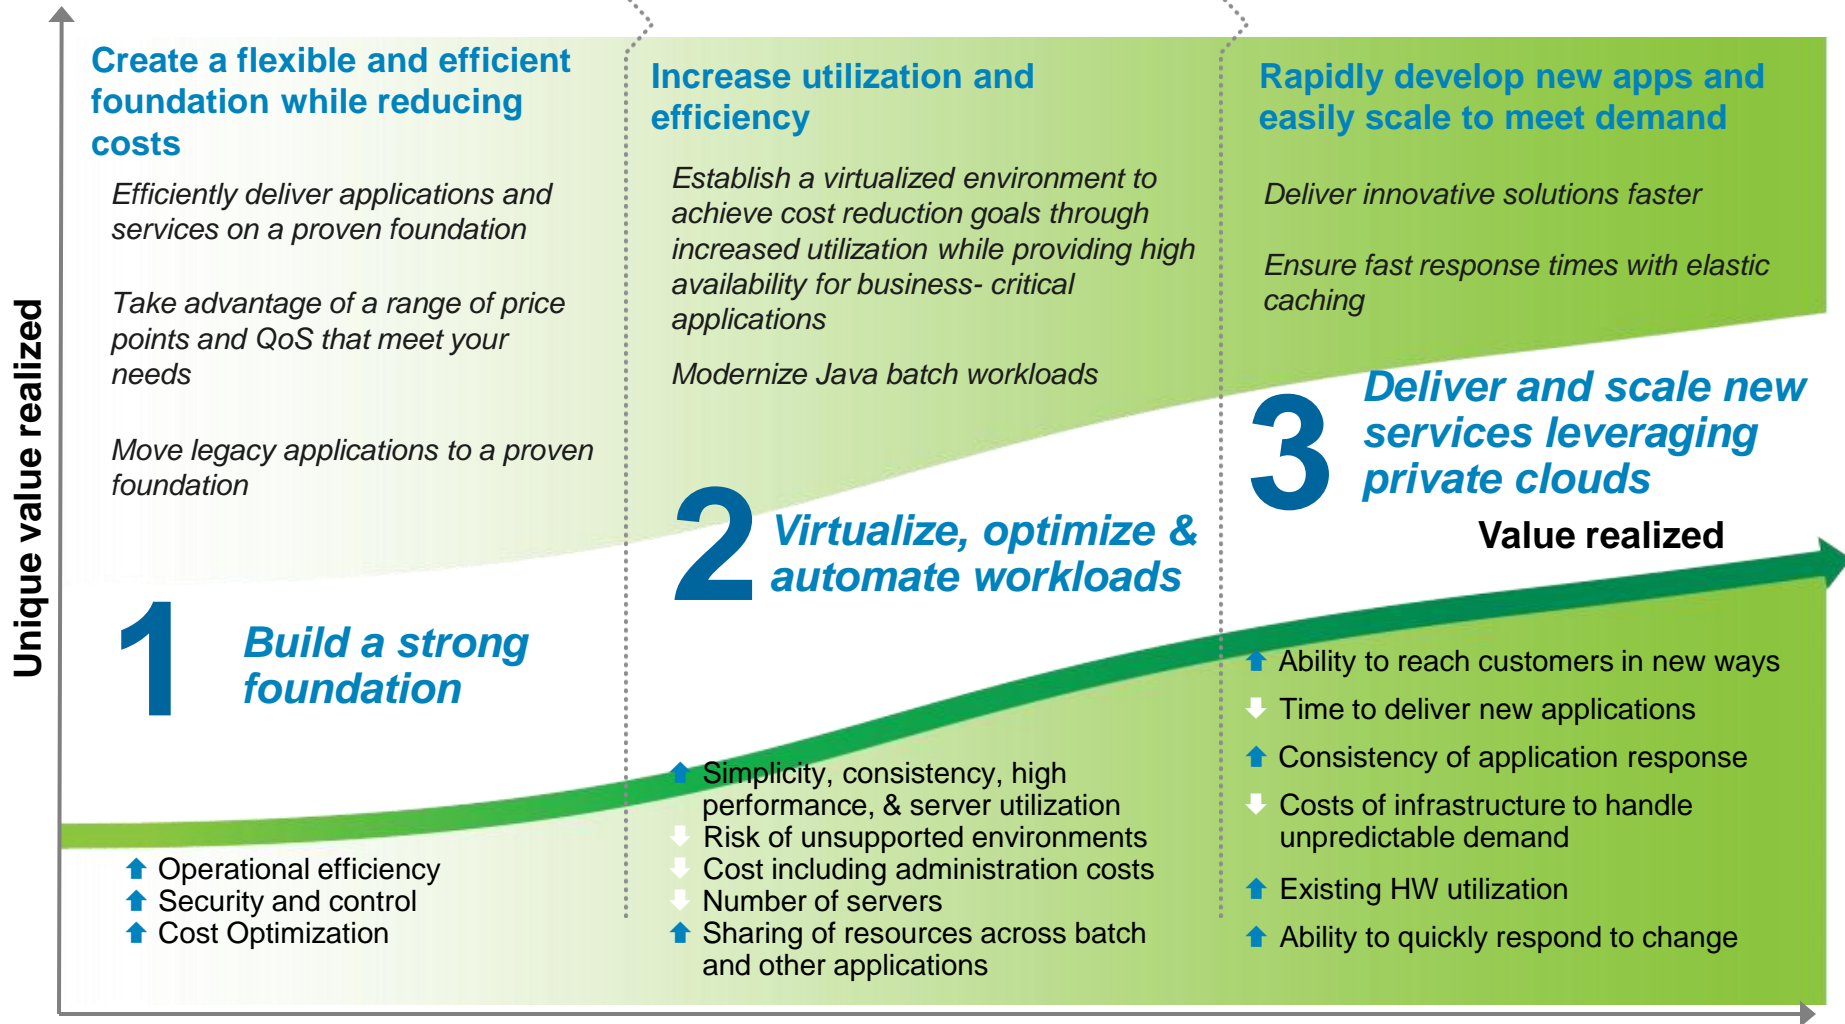 Unique value realized
Create a flexible and efficient
foundation while reducing
costs
Efficiently deliver applications and
services on a proven foundation
Take advantage of a range of price
points and QoS that meet your
needs
Move legacy applications to a proven
foundation
1
Build a strong
foundation
Operational efficiency
Security and control
Cost Optimization
Increase utilization and
efficiency
Establish a virtualized environment to
achieve cost reduction goals through
increased utilization while providing high
availability for business- critical
applications
Modernize Java batch workloads
2
Virtualize, optimize &
automate workloads
Simplicity, consistency, high
performance, & server utilization
Risk of unsupported environments
Cost including administration costs
Number of servers
Sharing of resources across batch
and other applications
Rapidly develop new apps and
easily scale to meet demand
Deliver innovative solutions faster
Ensure fast response times with elastic
caching
3
Deliver and scale new
services leveraging
private clouds
Value realized
Ability to reach customers in new ways
Time to deliver new applications
Consistency of application response
Costs of infrastructure to handle
unpredictable demand
Existing HW utilization
Ability to quickly respond to change